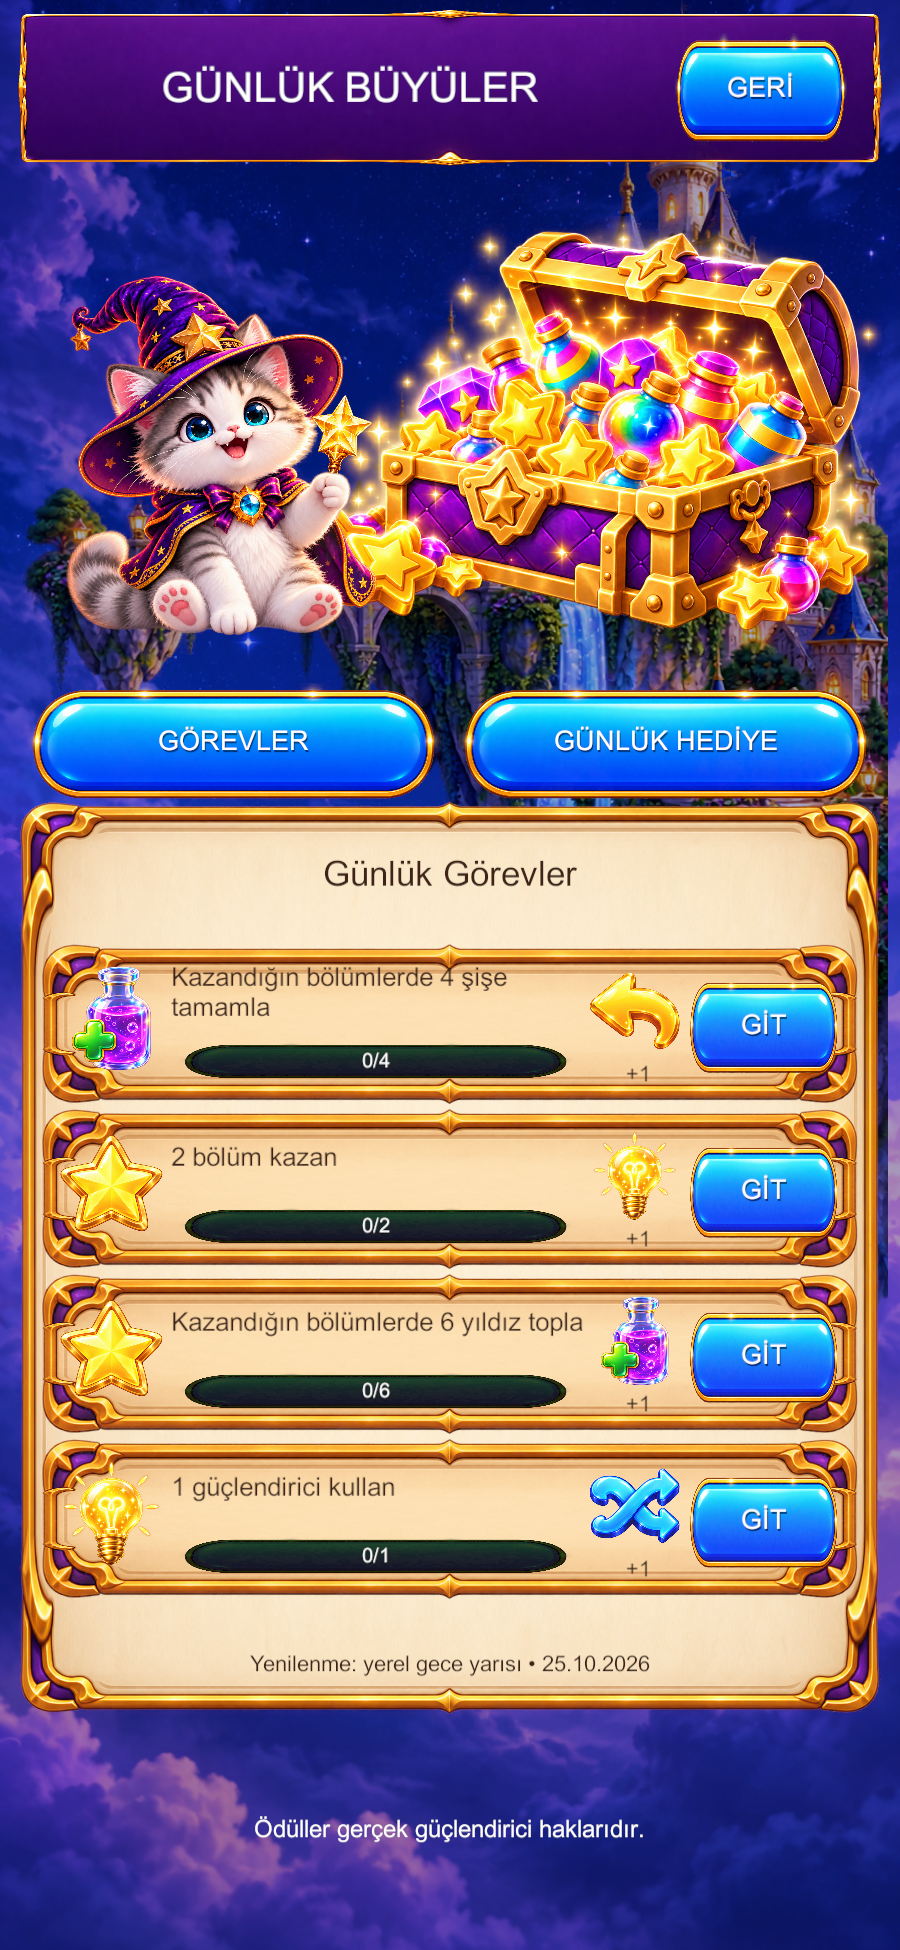 GÜNLÜK BÜYÜLER
GERİ
GÖREVLER
GÜNLÜK HEDİYE
Günlük Görevler
Kazandığın bölümlerde 4 şişe
tamamla
0/4
+1
GİT
2 bölüm kazan
0/2
+1
GİT
Kazandığın bölümlerde 6 yıldız topla
0/6
+1
GİT
1 güçlendirici kullan
0/1
+1
GİT
Yenilenme: yerel gece yarısı • 25.10.2026
Ödüller gerçek güçlendirici haklarıdır.